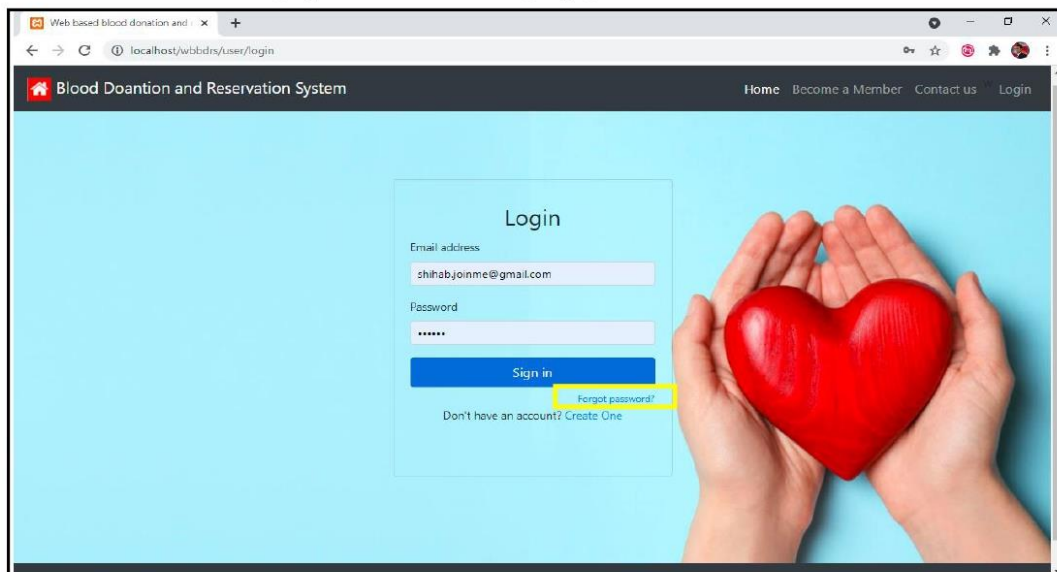 Web based blood donation and
localhost/wbbdrs/user/login
Blood Doantion and Reservation System
Home Become a Member Contact us Login
Login
Email address
shihab.joinme@gmail.com
Password
••••••
Sign in
Forgot password?
Don't have an account? Create One